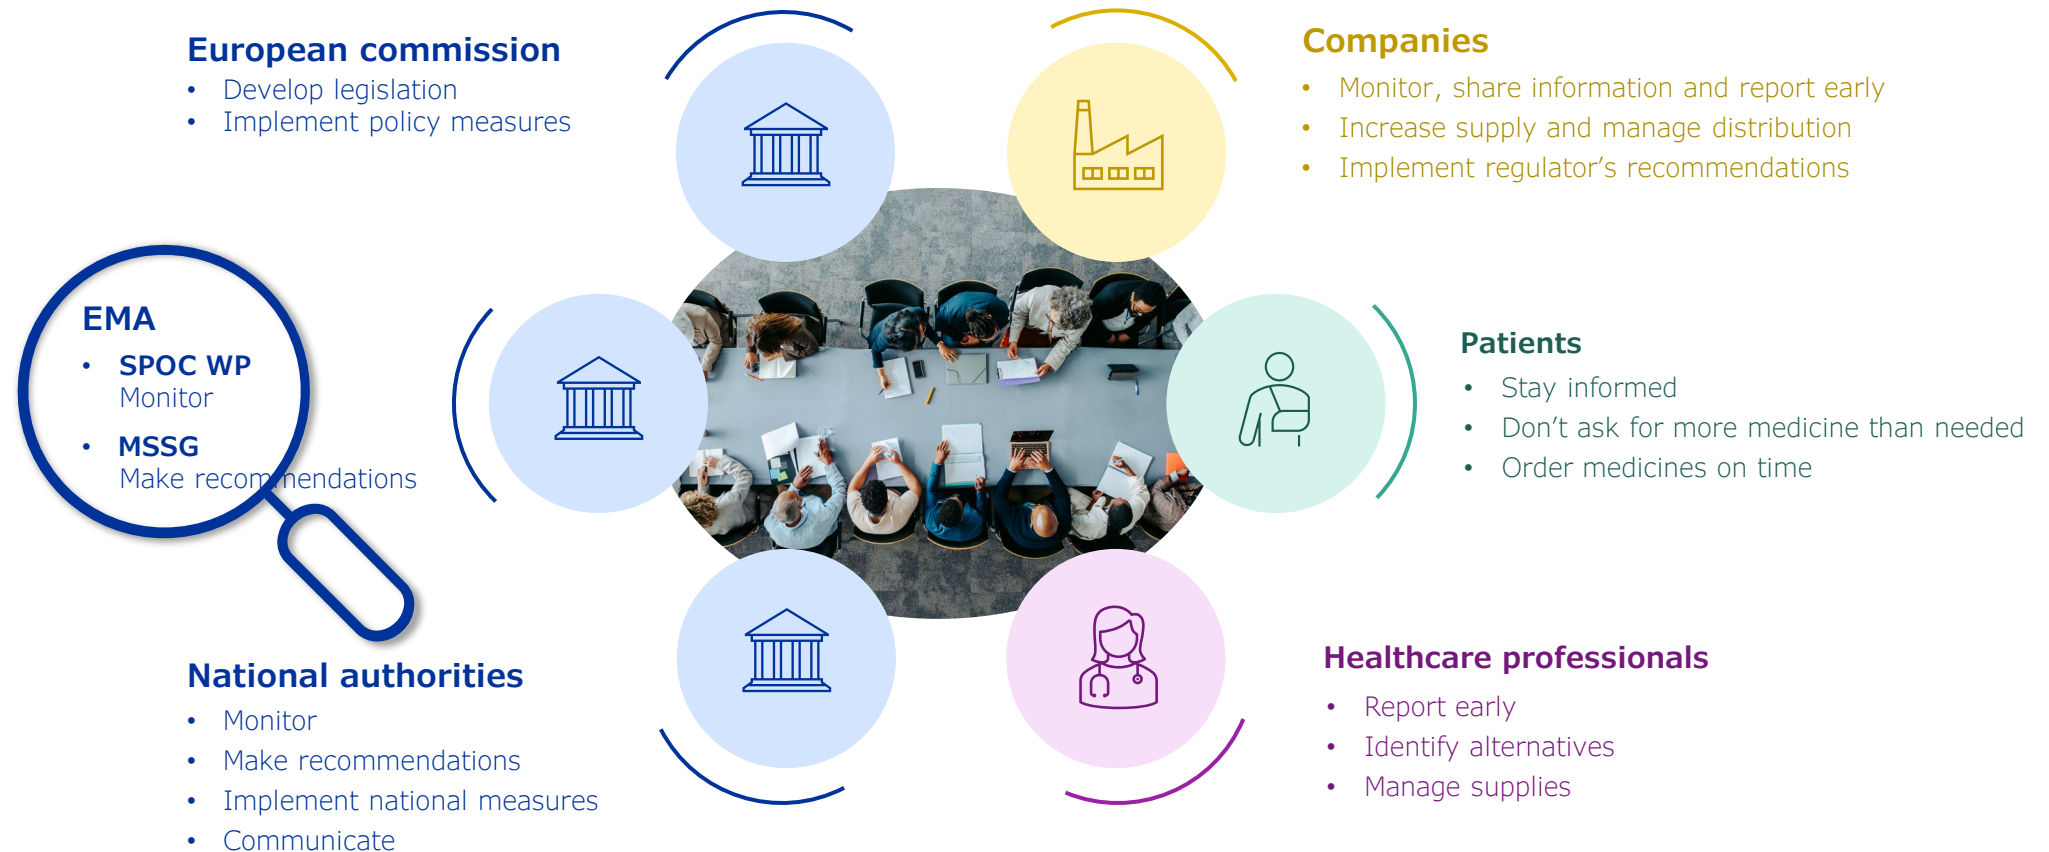 European commission
• Develop legislation
• Implement policy measures
EMA
• SPOC WP
Monitor
• MSSG
Make recommendations
National authorities
• Monitor
• Make recommendations
• Implement national measures
• Communicate
Companies
• Monitor, share information and report early
• Increase supply and manage distribution
• Implement regulator’s recommendations
Patients
• Stay informed
• Don’t ask for more medicine than needed
• Order medicines on time
Healthcare professionals
• Report early
• Identify alternatives
• Manage supplies